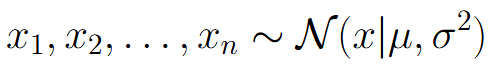 x₁, x₂, . . . , xₙ ∼ 𝒩(x|μ, σ²)